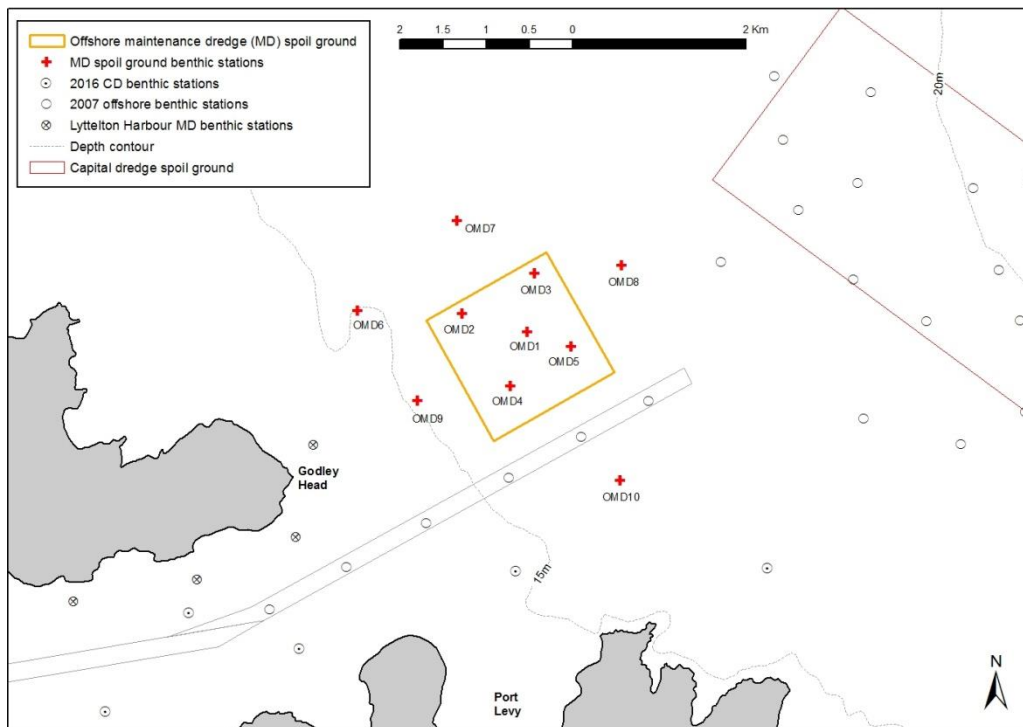 Offshore maintenance dredge (MD) spoil ground
MD spoil ground benthic stations
2016 CD benthic stations
2007 offshore benthic stations
Lyttelton Harbour MD benthic stations
Depth contour
Capital dredge spoil ground
2 1.5 1 0.5 0 2 Km
20m
OMD7
OMD8
OMD3
OMD2
OMD6
OMD1
OMD5
OMD4
OMD9
Godley
Head
OMD10
15m
Port
Levy
N